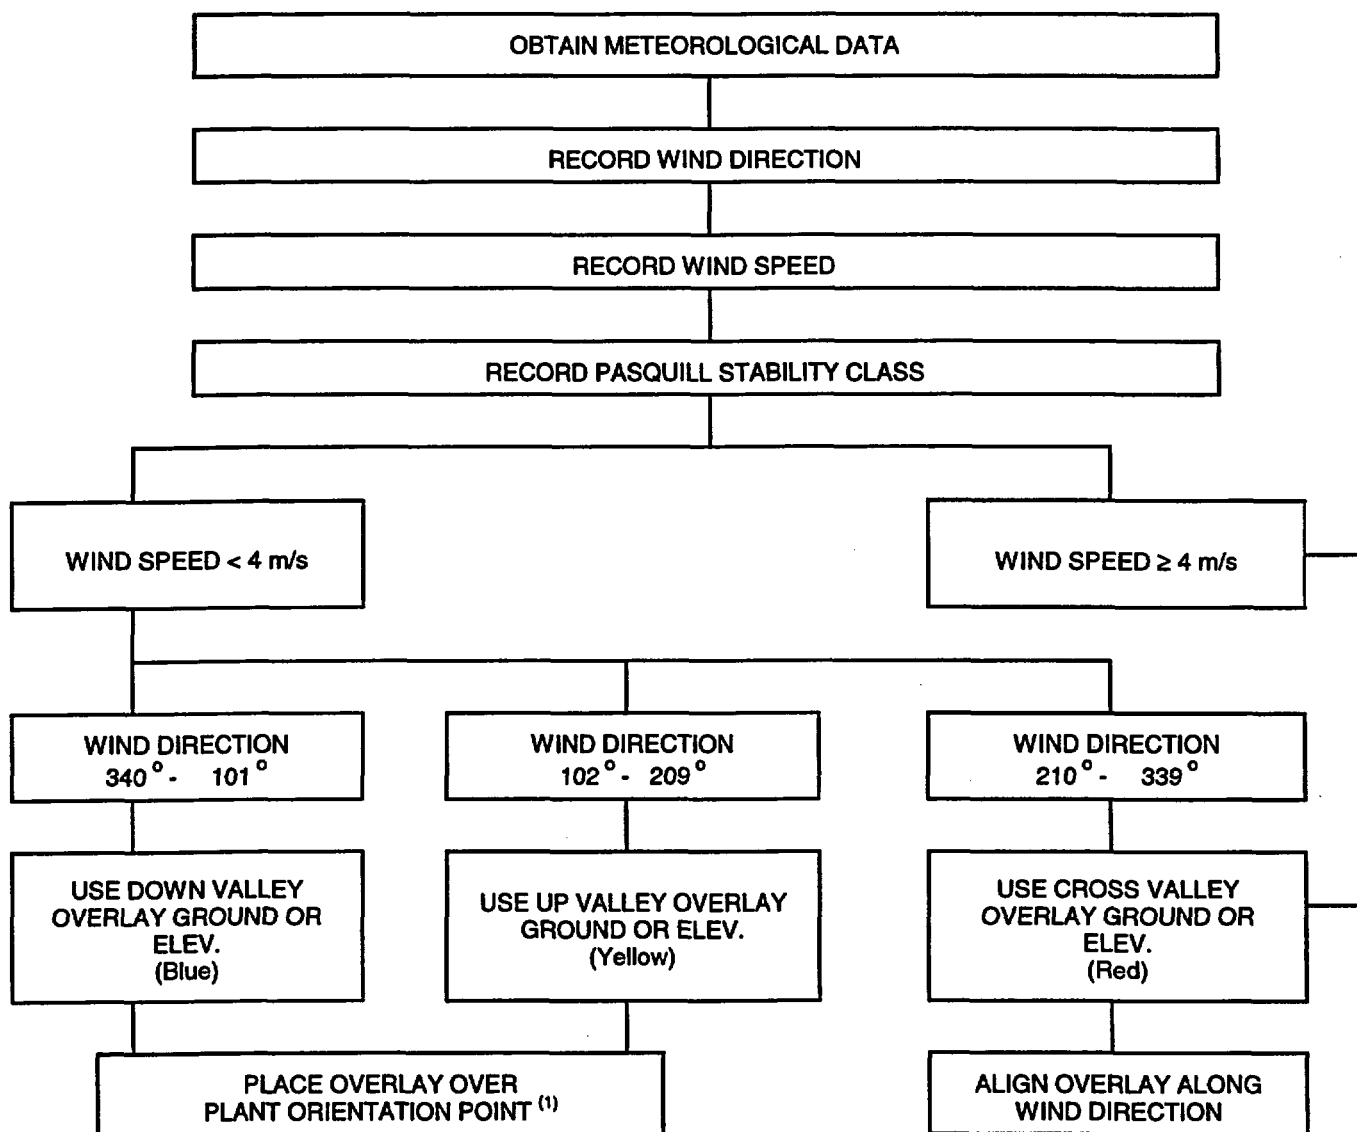 OBTAIN METEOROLOGICAL DATA
RECORD WIND DIRECTION
RECORD WIND SPEED
RECORD PASQUILL STABILITY CLASS
WIND SPEED < 4 m/s
WIND SPEED ≥ 4 m/s
WIND DIRECTION
340° - 101°
WIND DIRECTION
102° - 209°
WIND DIRECTION
210° - 339°
USE DOWN VALLEY
OVERLAY GROUND OR
ELEV.
(Blue)
USE UP VALLEY OVERLAY
GROUND OR ELEV.
(Yellow)
USE CROSS VALLEY
OVERLAY GROUND OR
ELEV.
(Red)
PLACE OVERLAY OVER
PLANT ORIENTATION POINT (1)
ALIGN OVERLAY ALONG
WIND DIRECTION